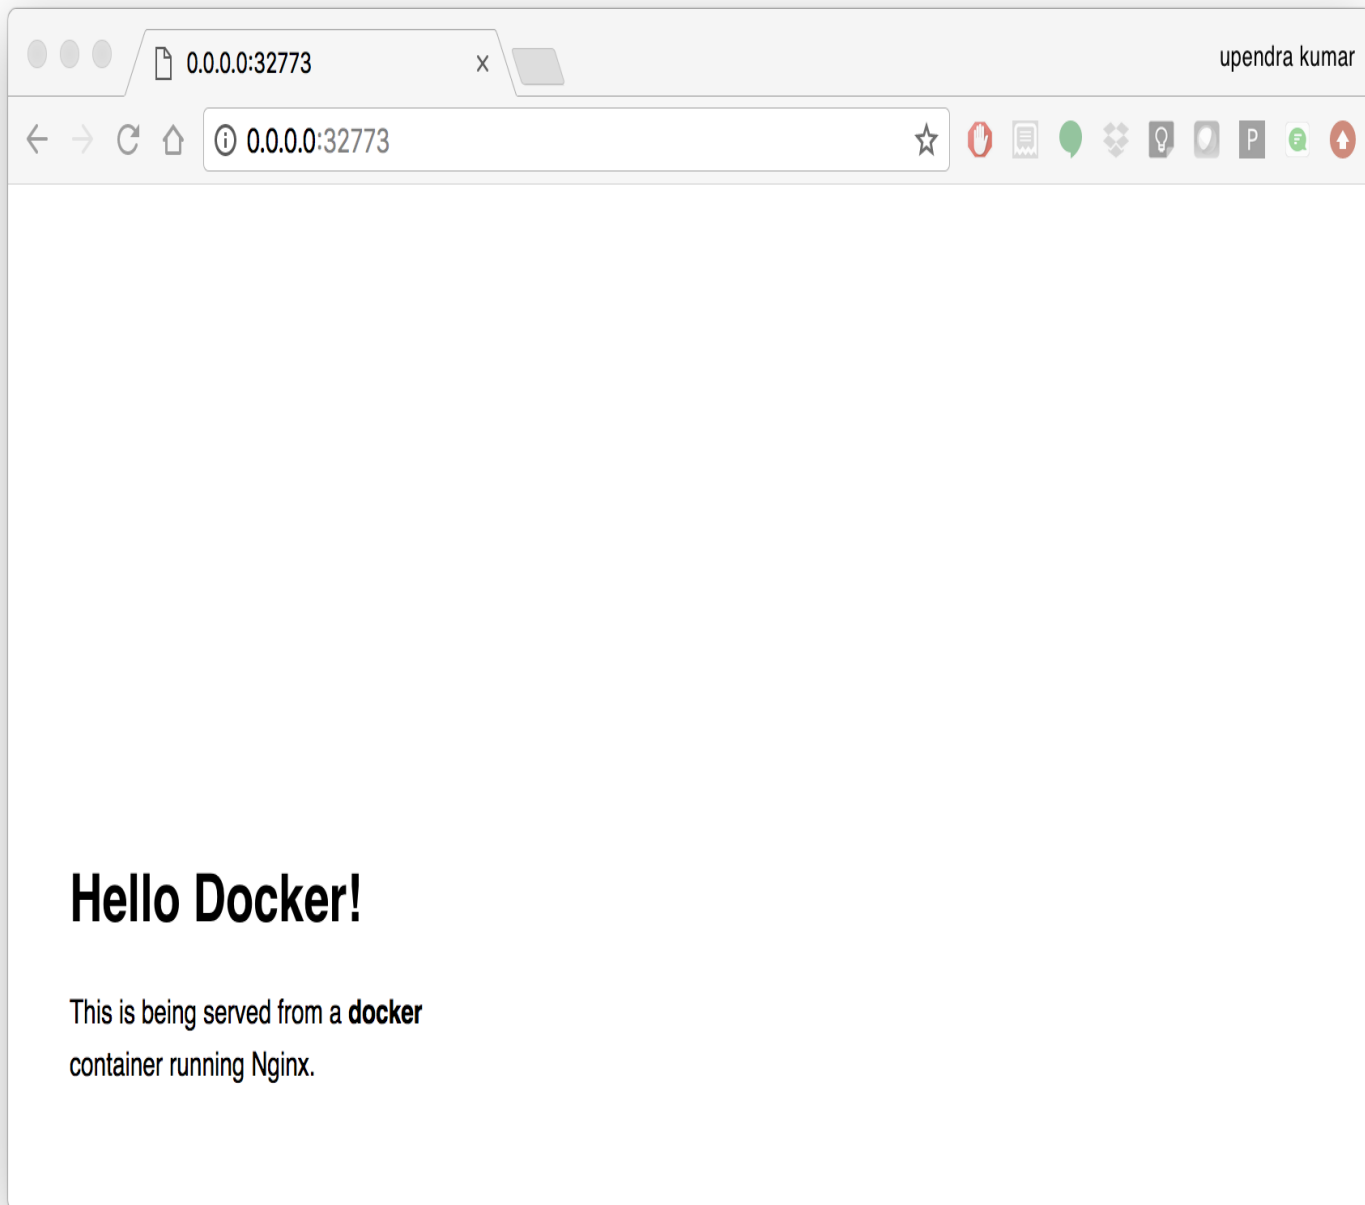 0.0.0.0:32773
upendra kumar
0.0.0.0:32773
P
Hello Docker!
This is being served from a docker
container running Nginx.